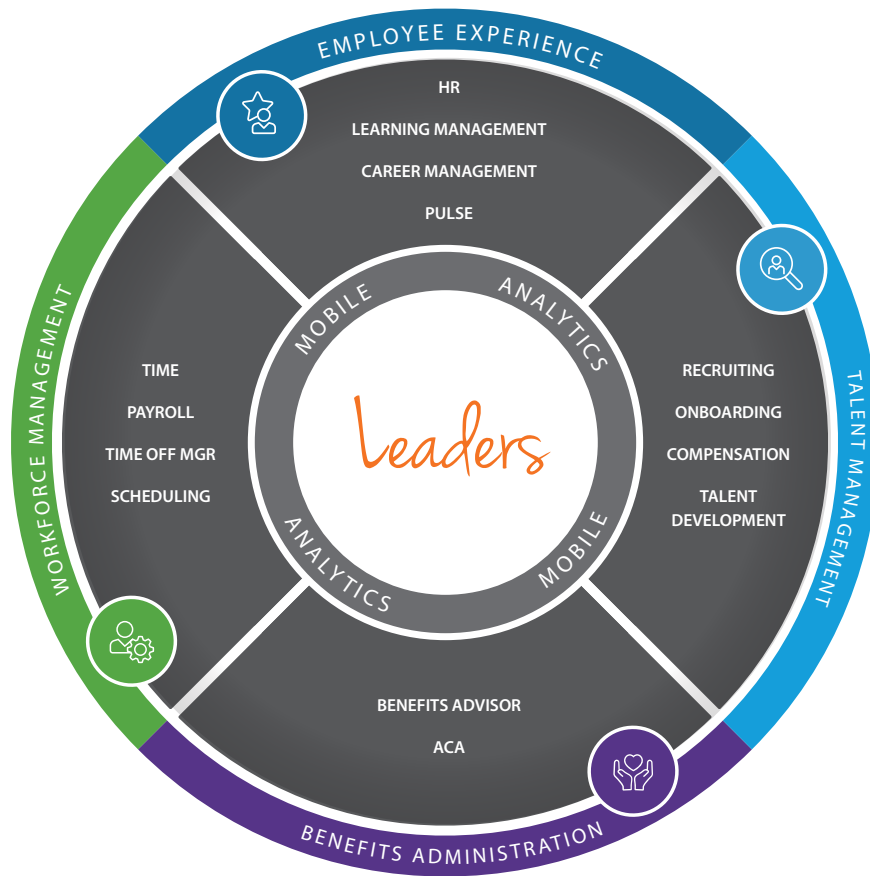 EMPLOYEE EXPERIENCE
HR
LEARNING MANAGEMENT
CAREER MANAGEMENT
PULSE
MOBILE
ANALYTICS
WORKFORCE MANAGEMENT
TIME
PAYROLL
TIME OFF MGR
SCHEDULING
Leaders
RECRUITING
ONBOARDING
COMPENSATION
TALENT
DEVELOPMENT
TALENT MANAGEMENT
ANALYTICS
MOBILE
BENEFITS ADVISOR
ACA
BENEFITS ADMINISTRATION